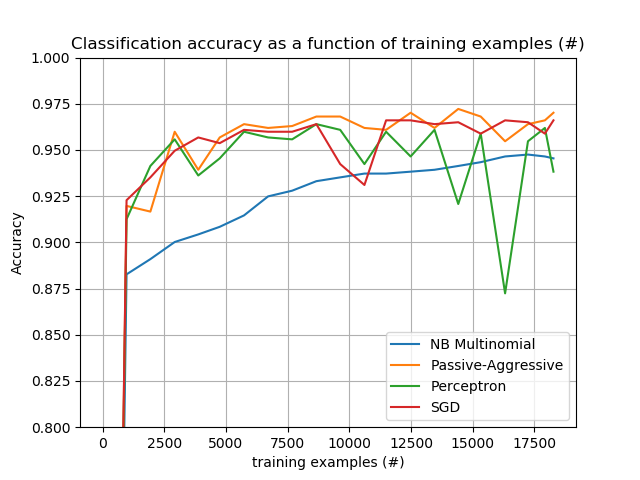 Classification accuracy as a function of training examples (#)
1.000
0.975
0.950
0.925
0.900
0.875
0.850
0.825
0.800
Accuracy
NB Multinomial
Passive-Aggressive
Perceptron
SGD
0 2500 5000 7500 10000 12500 15000 17500
training examples (#)